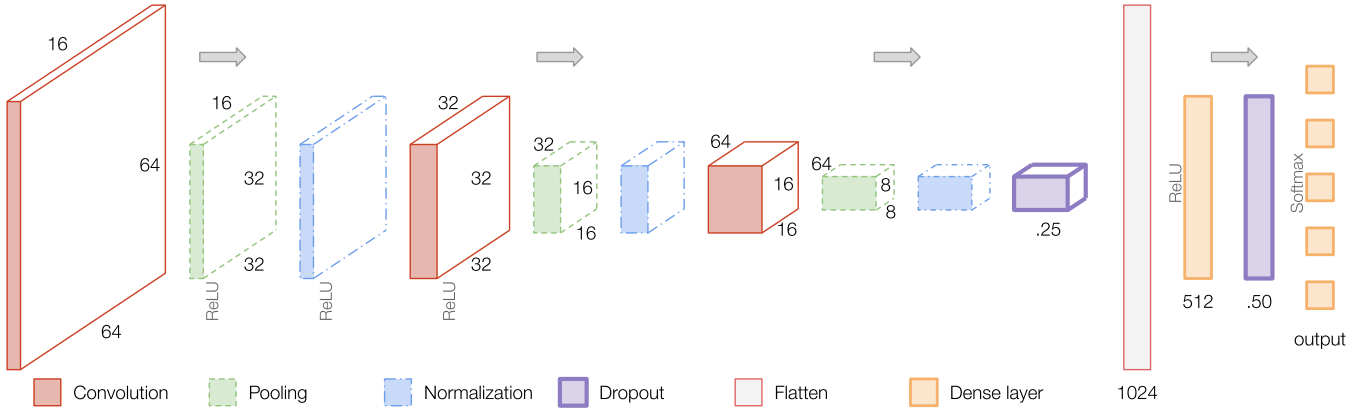 16
64
64
16
32
32
ReLU
ReLU
32
32
32
ReLU
32
16
16
64
16
16
64
8
8
.25
1024
ReLU
512
.50
Softmax
output
Convolution
Pooling
Normalization
Dropout
Flatten
Dense layer